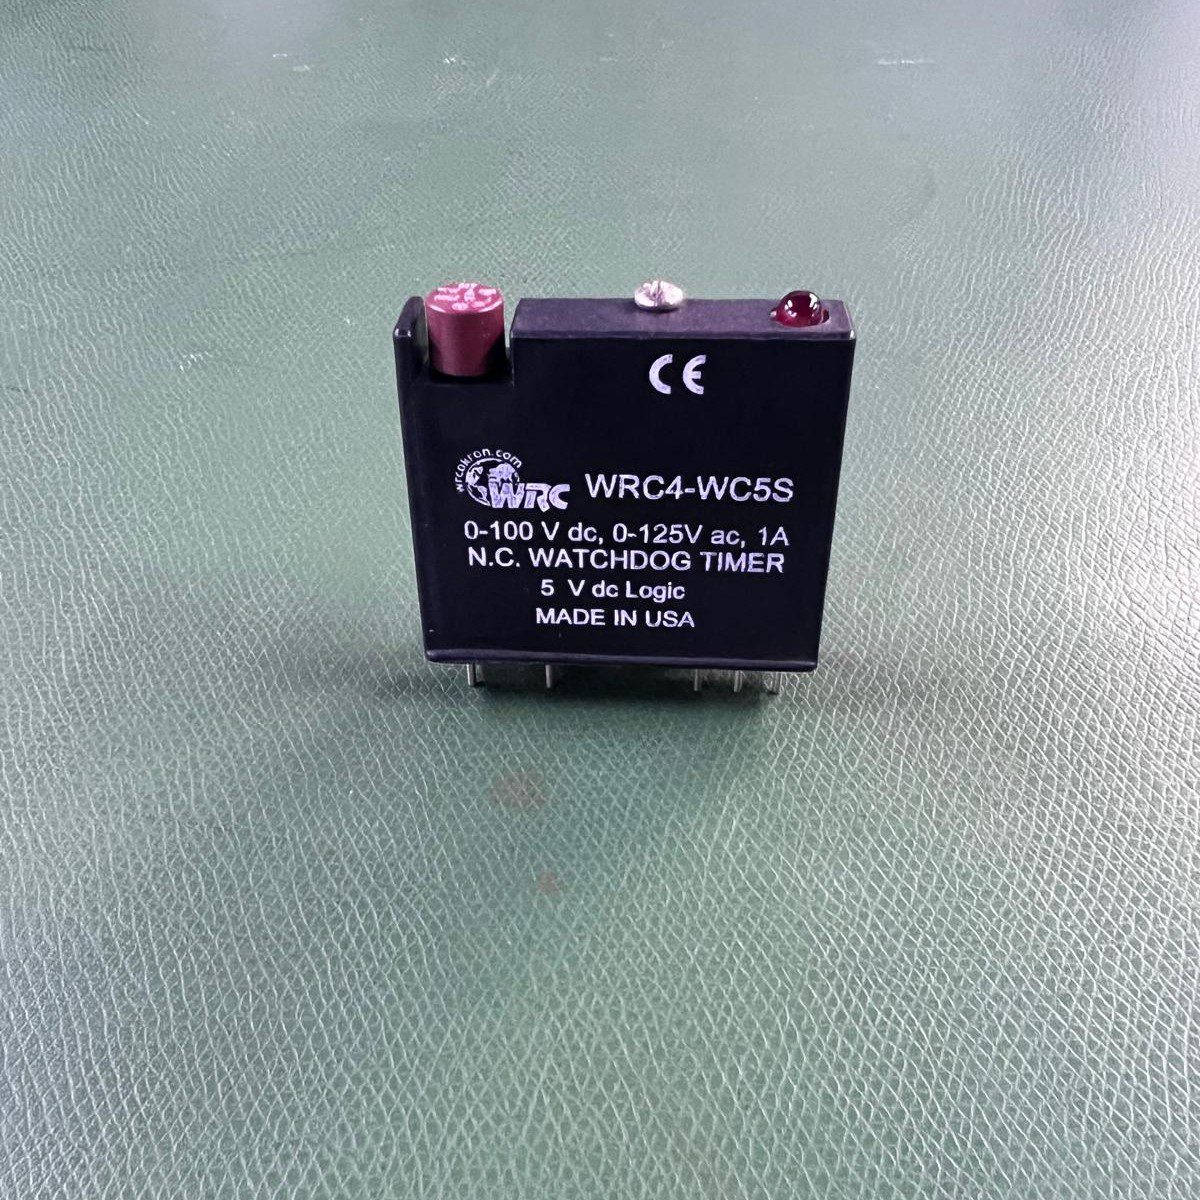 CE
wrcakron.com
WRC WRC4-WC5S
0-100 V dc, 0-125V ac, 1A
N.C. WATCHDOG TIMER
5 V dc Logic
MADE IN USA